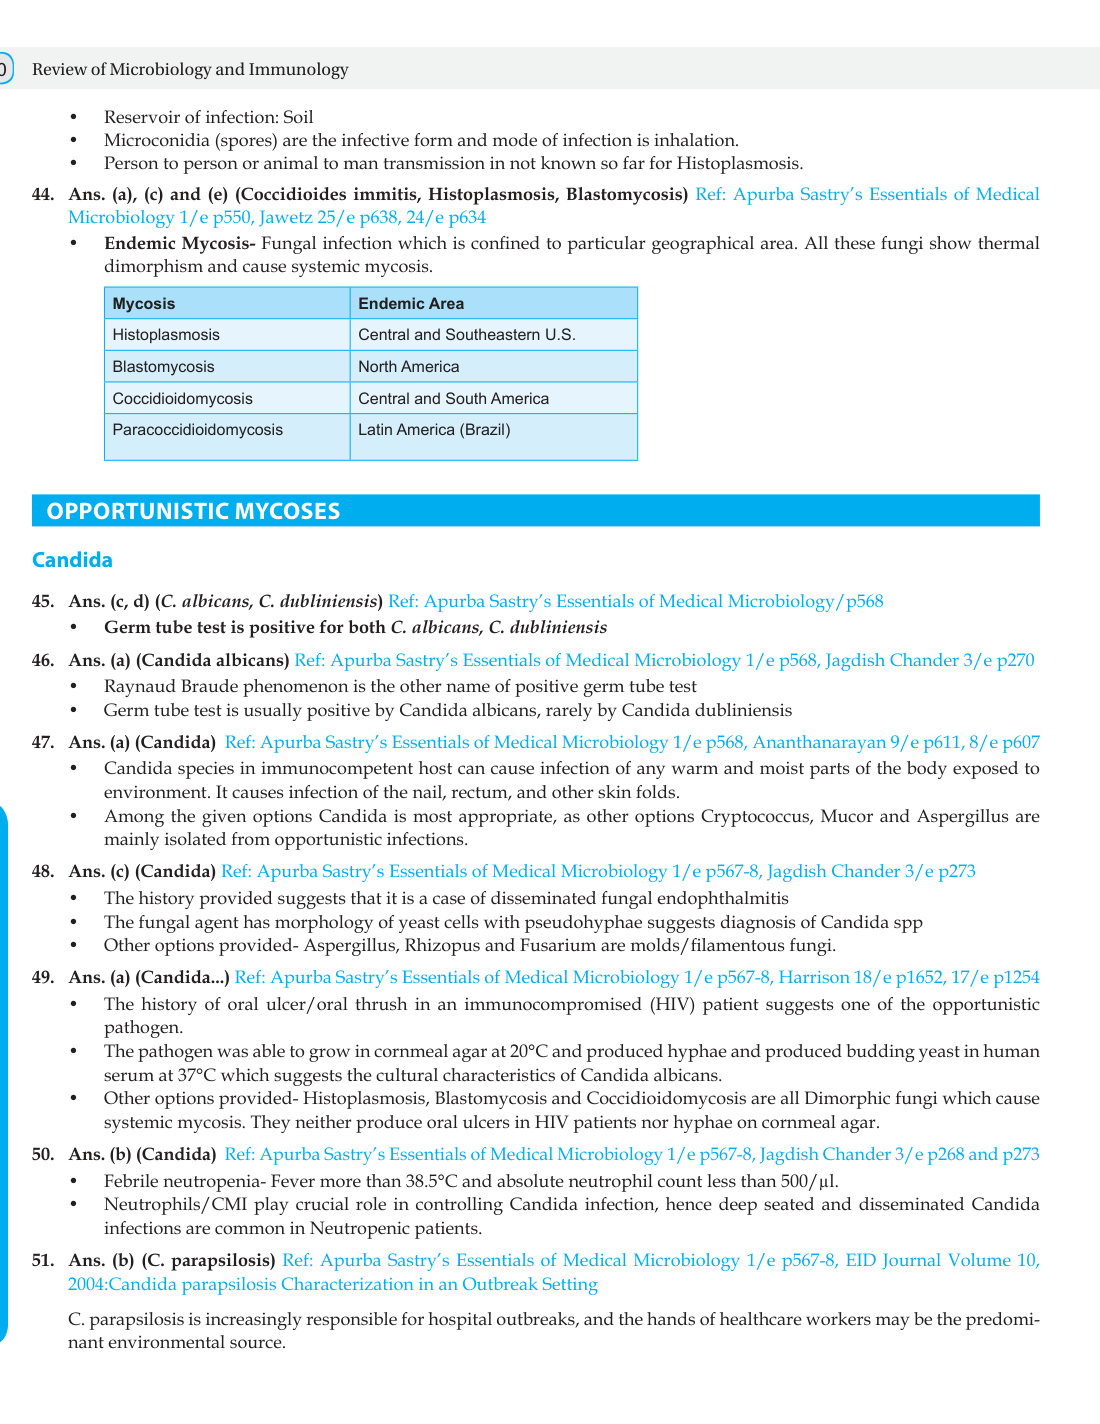 0 Review of Microbiology and Immunology
• Reservoir of infection: Soil
• Microconidia (spores) are the infective form and mode of infection is inhalation.
• Person to person or animal to man transmission in not known so far for Histoplasmosis.
44. Ans. (a), (c) and (e) (Coccidioides immitis, Histoplasmosis, Blastomycosis) Ref: Apurba Sastry's Essentials of Medical
Microbiology 1/e p550, Jawetz 25/e p638, 24/e p634
• Endemic Mycosis- Fungal infection which is confined to particular geographical area. All these fungi show thermal
dimorphism and cause systemic mycosis.
Mycosis Endemic Area
Histoplasmosis Central and Southeastern U.S.
Blastomycosis North America
Coccidioidomycosis Central and South America
Paracoccidioidomycosis Latin America (Brazil)
OPPORTUNISTIC MYCOSES
Candida
45. Ans. (c, d) (C. albicans, C. dubliniensis) Ref: Apurba Sastry's Essentials of Medical Microbiology/p568
• Germ tube test is positive for both C. albicans, C. dubliniensis
46. Ans. (a) (Candida albicans) Ref: Apurba Sastry's Essentials of Medical Microbiology 1/e p568, Jagdish Chander 3/e p270
• Raynaud Braude phenomenon is the other name of positive germ tube test
• Germ tube test is usually positive by Candida albicans, rarely by Candida dubliniensis
47. Ans. (a) (Candida) Ref: Apurba Sastry's Essentials of Medical Microbiology 1/e p568, Ananthanarayan 9/e p611, 8/e p607
• Candida species in immunocompetent host can cause infection of any warm and moist parts of the body exposed to
environment. It causes infection of the nail, rectum, and other skin folds.
• Among the given options Candida is most appropriate, as other options Cryptococcus, Mucor and Aspergillus are
mainly isolated from opportunistic infections.
48. Ans. (c) (Candida) Ref: Apurba Sastry's Essentials of Medical Microbiology 1/e p567-8, Jagdish Chander 3/e p273
• The history provided suggests that it is a case of disseminated fungal endophthalmitis
• The fungal agent has morphology of yeast cells with pseudohyphae suggests diagnosis of Candida spp
• Other options provided- Aspergillus, Rhizopus and Fusarium are molds/filamentous fungi.
49. Ans. (a) (Candida...) Ref: Apurba Sastry's Essentials of Medical Microbiology 1/e p567-8, Harrison 18/e p1652, 17/e p1254
• The history of oral ulcer/oral thrush in an immunocompromised (HIV) patient suggests one of the opportunistic
pathogen.
• The pathogen was able to grow in cornmeal agar at 20°C and produced hyphae and produced budding yeast in human
serum at 37°C which suggests the cultural characteristics of Candida albicans.
• Other options provided- Histoplasmosis, Blastomycosis and Coccidioidomycosis are all Dimorphic fungi which cause
systemic mycosis. They neither produce oral ulcers in HIV patients nor hyphae on cornmeal agar.
50. Ans. (b) (Candida) Ref: Apurba Sastry's Essentials of Medical Microbiology 1/e p567-8, Jagdish Chander 3/e p268 and p273
• Febrile neutropenia- Fever more than 38.5°C and absolute neutrophil count less than 500/µl.
• Neutrophils/CMI play crucial role in controlling Candida infection, hence deep seated and disseminated Candida
infections are common in Neutropenic patients.
51. Ans. (b) (C. parapsilosis) Ref: Apurba Sastry's Essentials of Medical Microbiology 1/e p567-8, EID Journal Volume 10,
2004:Candida parapsilosis Characterization in an Outbreak Setting
C. parapsilosis is increasingly responsible for hospital outbreaks, and the hands of healthcare workers may be the predomi-
nant environmental source.